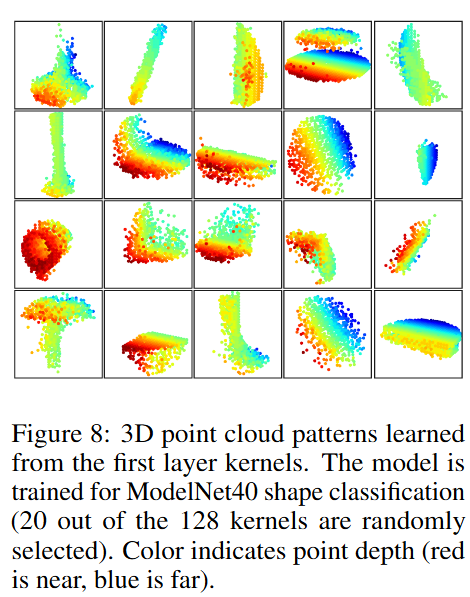 Figure 8: 3D point cloud patterns learned
from the first layer kernels. The model is
trained for ModelNet40 shape classification
(20 out of the 128 kernels are randomly
selected). Color indicates point depth (red
is near, blue is far).